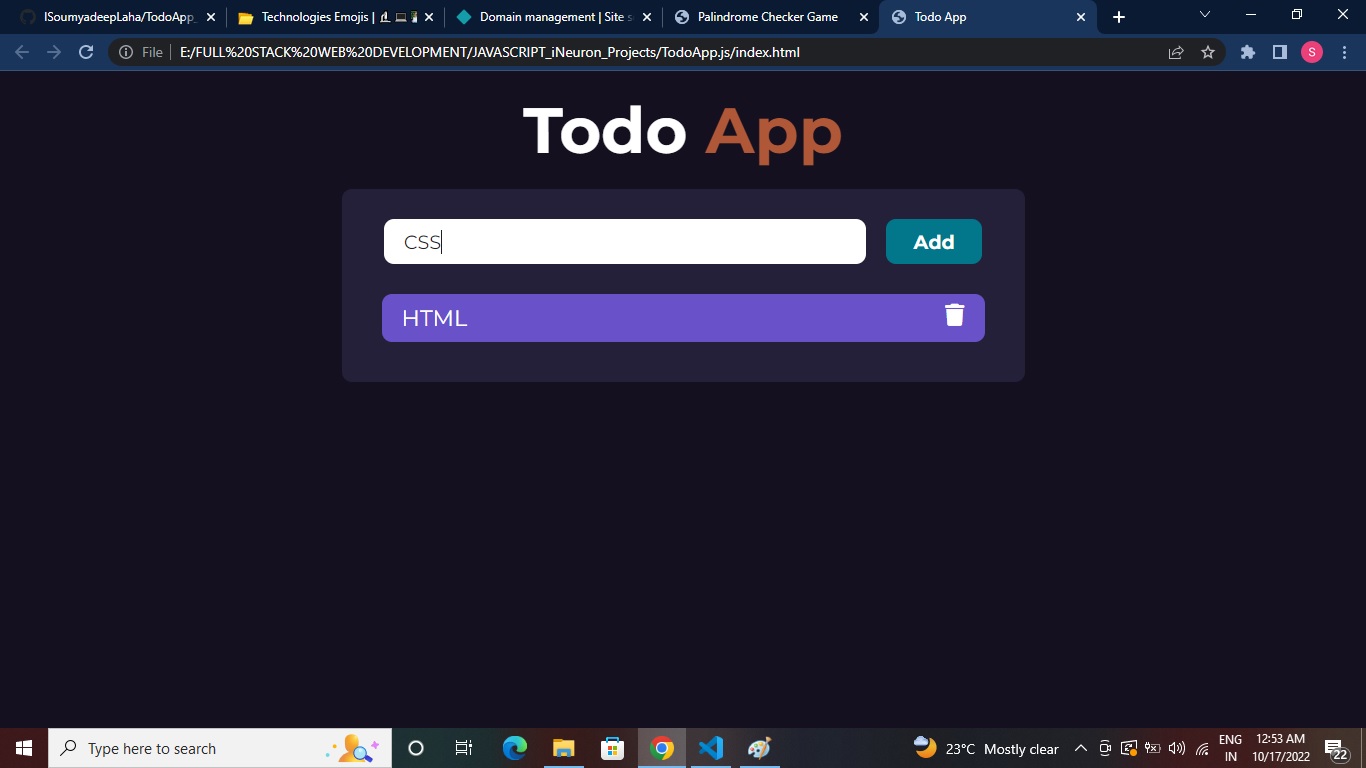 ISoumyadeepLaha/TodoApp_
Technologies Emojis |
Domain management | Site s
Palindrome Checker Game
Todo App
File
E:/FULL%20STACK%20WEB%20DEVELOPMENT/JAVASCRIPT_iNeuron_Projects/TodoApp.js/index.html
S
Todo App
CSS
Add
HTML
Type here to search
23°C Mostly clear
ENG
IN
12:53 AM
10/17/2022
22